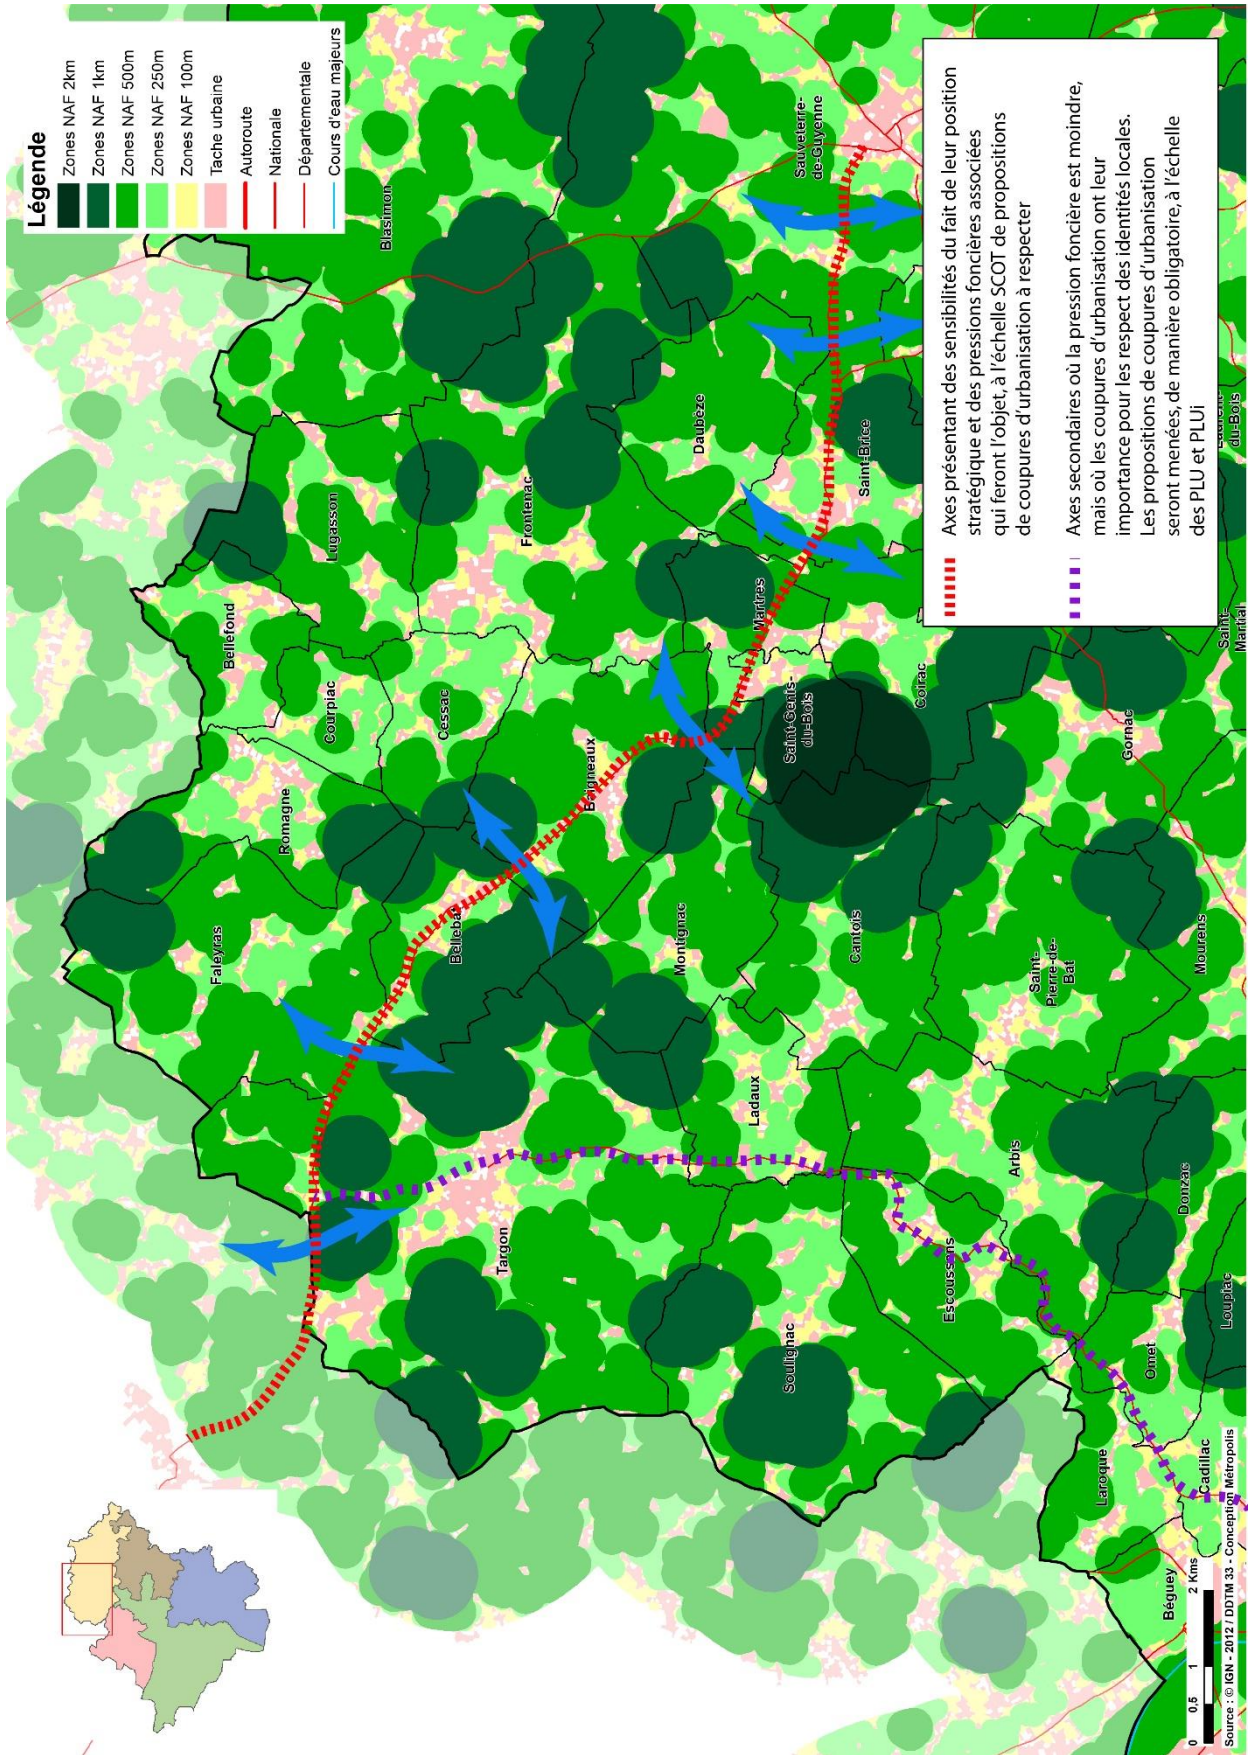 Légende
Zones NAF 2km
Zones NAF 1km
Zones NAF 500m
Zones NAF 250m
Zones NAF 100m
Tache urbaine
Autoroute
Nationale
Départementale
Cours d'eau majeurs
Blasimon
Sauveterre-
de-Guyenne
Bellefond
Lugasson
Courpiac
Cessac
Frontenac
Daubèze
Romagne
Baigneaux
Martres
Saint-Brice
Saint-Genis-
du-Bois
Coirac
Faleyras
Bellebat
Montignac
Cantois
Gornac
Saint-
Pierre-de-
Bat
Mourens
Ladaux
Arbis
Donzac
Targon
Soulignac
Escoussans
Omet
Loupiac
Laroque
Cadillac
Béguey
Saint-
Martial
du-Bois
Axes présentant des sensibilités du fait de leur position
stratégique et des pressions foncières associées
qui feront l'objet, à l'échelle SCOT de propositions
de coupures d'urbanisation à respecter
Axes secondaires où la pression foncière est moindre,
mais où les coupures d'urbanisation ont leur
importance pour les respect des identités locales.
Les propositions de coupures d'urbanisation
seront menées, de manière obligatoire, à l'échelle
des PLU et PLUi
0 0,5 1 2 Kms
Source : © IGN - 2012 / DDTM 33 - Conception Métropolis